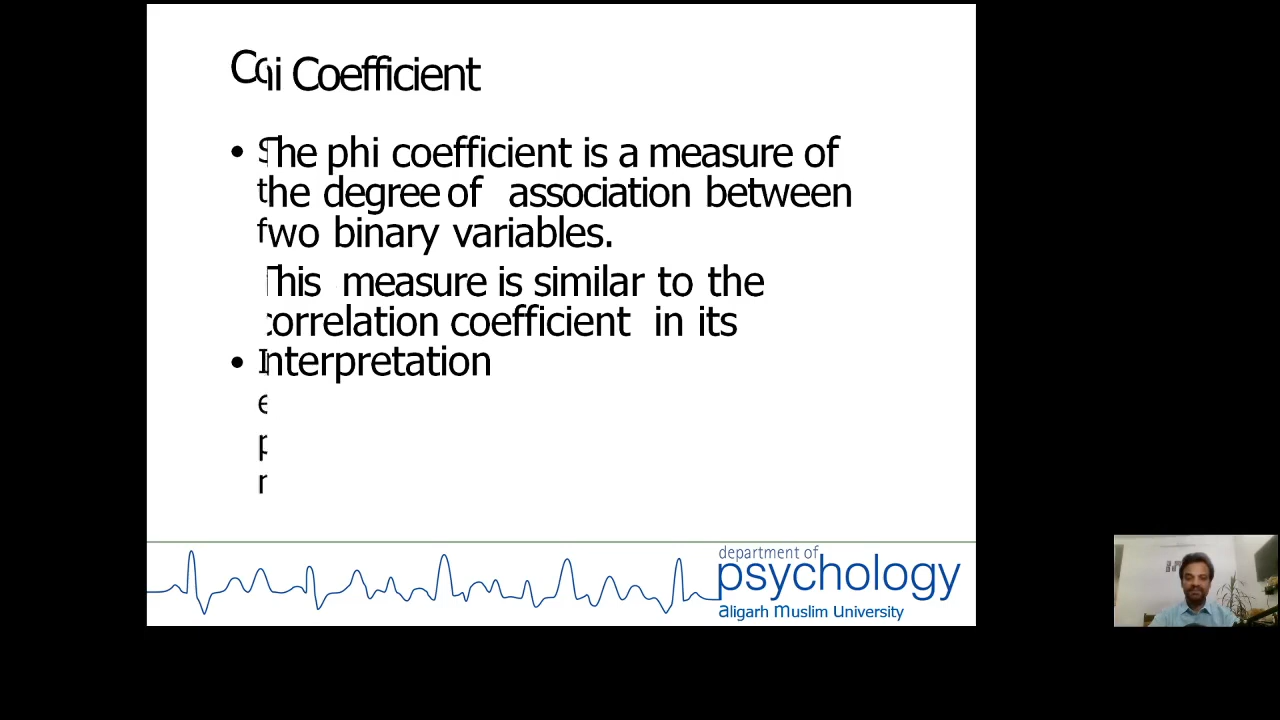 Coefficient
• The phi coefficient is a measure of
the degree of association between
two binary variables.
This measure is similar to the
correlation coefficient in its
• interpretation
department of
psychology
Aligarh Muslim University